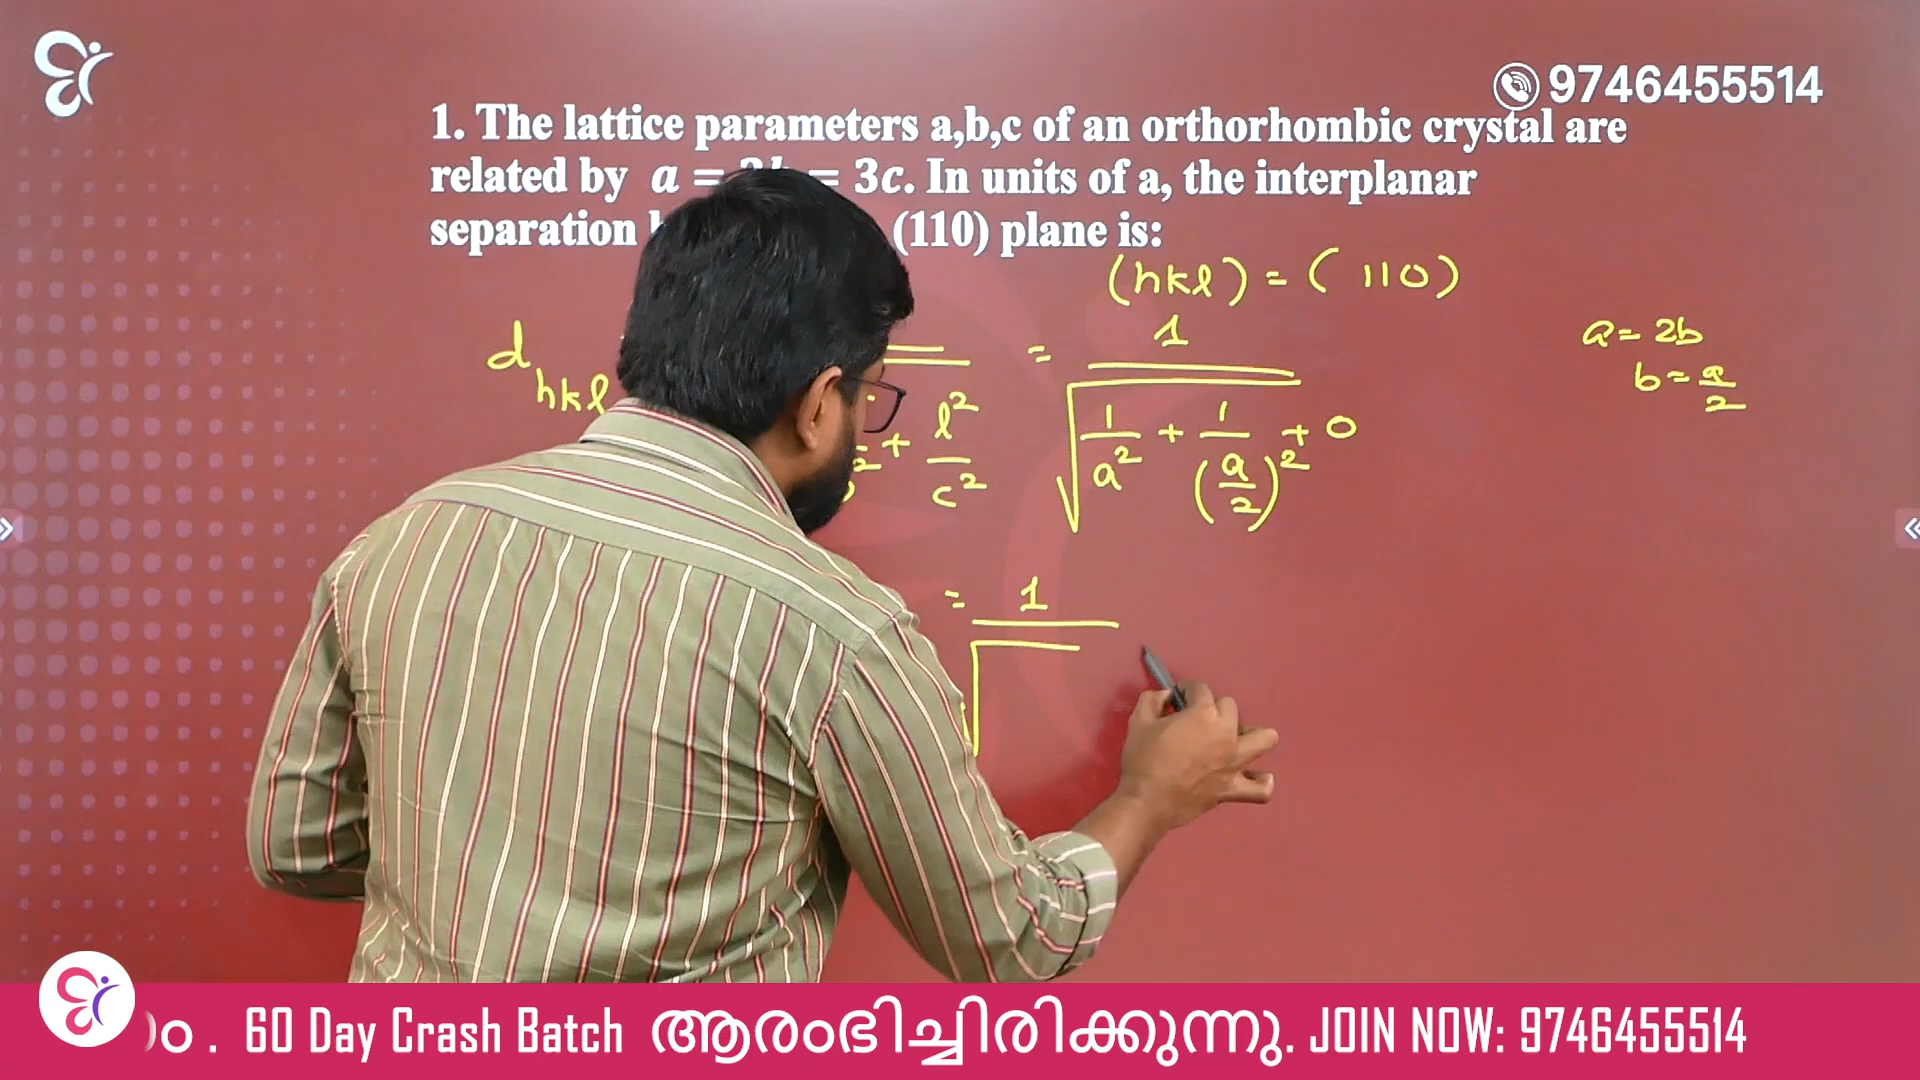 9746455514
1. The lattice parameters a,b,c of an orthorhombic crystal are
related by a = = 3c. In units of a, the interplanar
separation (110) plane is:
(hkl) = (110)
d hkl + l²/c² = 1/√(1/a² + 1/(a/2)² + 0
a = 2b
b = a/2
= 1/√
60 Day Crash Batch ആരംഭിച്ചിരിക്കുന്നു. JOIN NOW: 9746455514